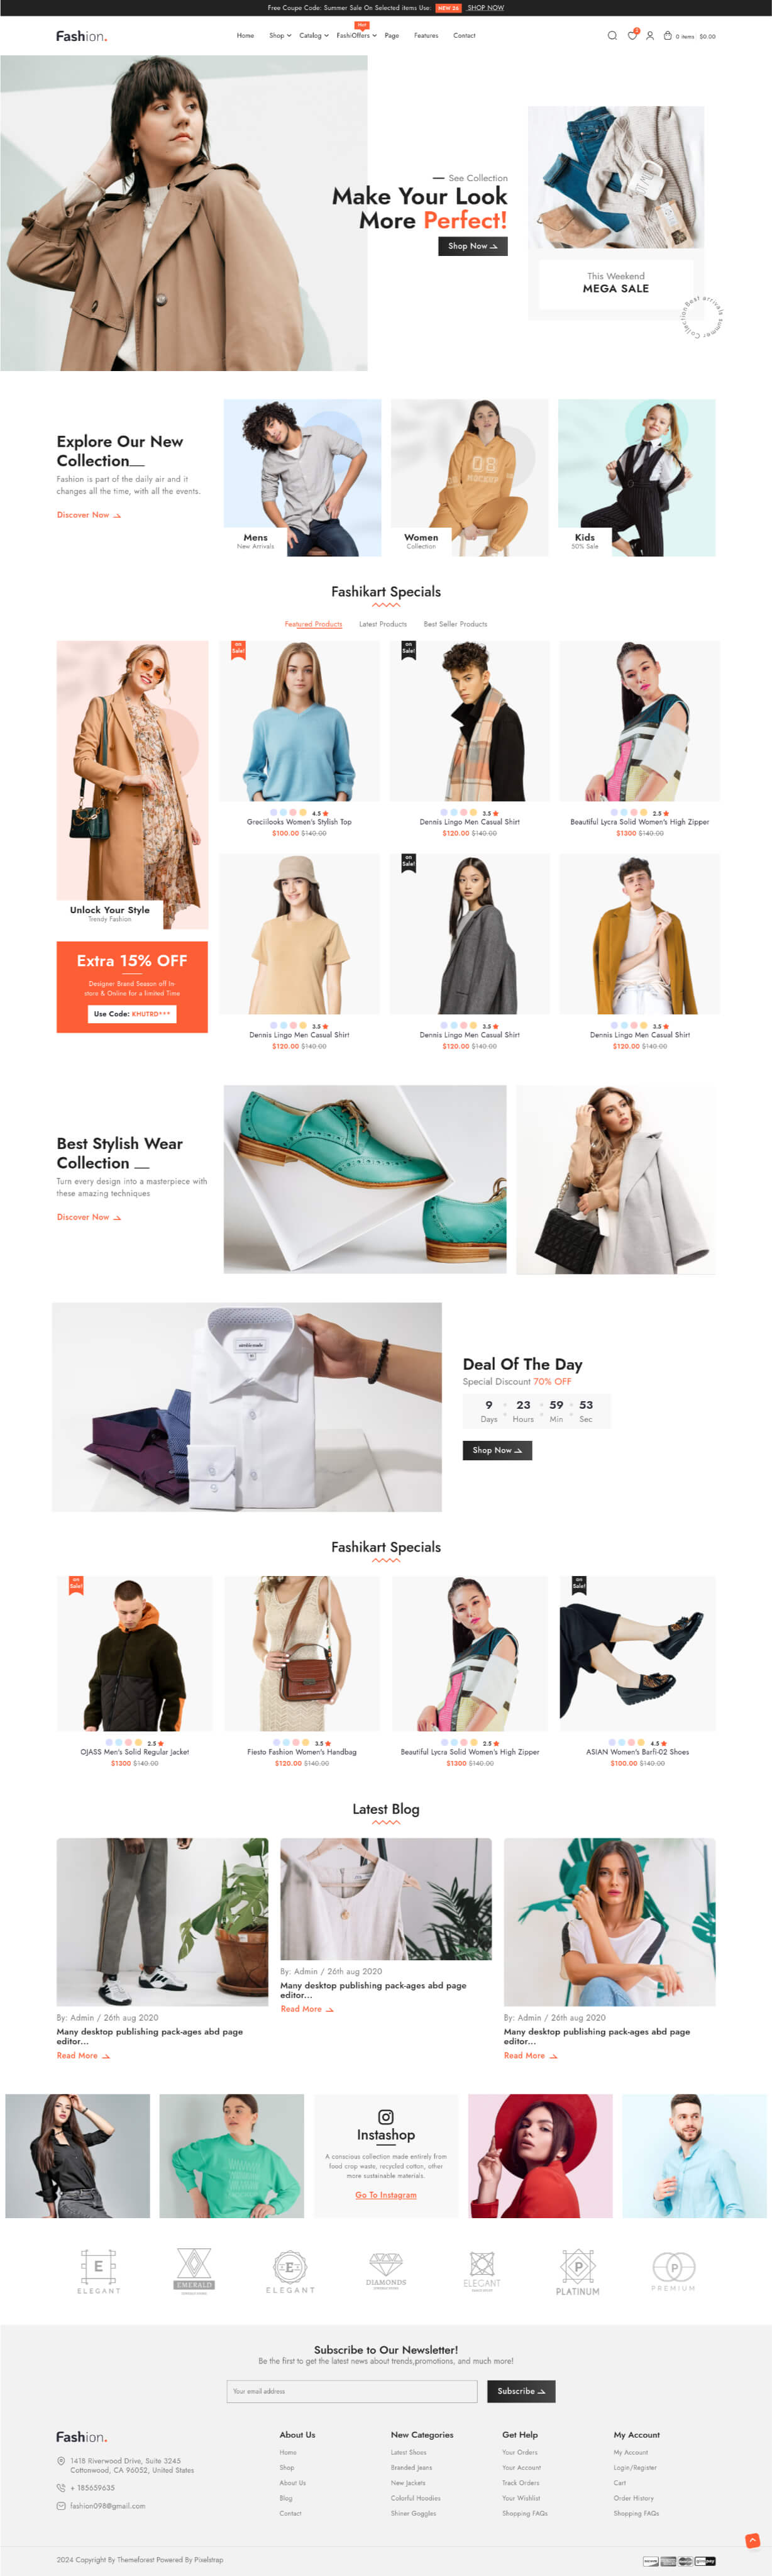 Free Coupe Code: Summer Sale On Selected items Use: NEW 26 SHOP NOW
Fashion.
Hot
Home Shop Catalog FashiOffers Page Features Contact
0 items $0.00
See Collection
Make Your Look
More Perfect!
Shop Now
This Weekend
MEGA SALE
Best arrivals summer Collection
Explore Our New
Collection
Fashion is part of the daily air and it
changes all the time, with all the events.
Discover Now
Mens
New Arrivals
Women
Collection
Kids
50% Sale
Fashikart Specials
Featured Products Latest Products Best Seller Products
Unlock Your Style
Trendy Fashion
Extra 15% OFF
Designer Brand Season off In-
store & Online for a limited Time
Use Code: KHUTRD***
on
Sale!
4.5
Greciilooks Women's Stylish Top
$100.00 $140.00
on
Sale!
3.5
Dennis Lingo Men Casual Shirt
$120.00 $140.00
2.5
Beautiful Lycra Solid Women's High Zipper
$1300 $140.00
3.5
Dennis Lingo Men Casual Shirt
$120.00 $140.00
on
Sale!
3.5
Dennis Lingo Men Casual Shirt
$120.00 $140.00
3.5
Dennis Lingo Men Casual Shirt
$120.00 $140.00
Best Stylish Wear
Collection
Turn every design into a masterpiece with
these amazing techniques
Discover Now
Deal Of The Day
Special Discount 70% OFF
9 : 23 : 59 : 53
Days Hours Min Sec
Shop Now
Fashikart Specials
on
Sale!
2.5
OJASS Men's Solid Regular Jacket
$1300 $140.00
3.5
Fiesto Fashion Women's Handbag
$120.00 $140.00
2.5
Beautiful Lycra Solid Women's High Zipper
$1300 $140.00
on
Sale!
4.5
ASIAN Women's Barfi-02 Shoes
$100.00 $140.00
Latest Blog
By: Admin / 26th aug 2020
Many desktop publishing pack-ages abd page
editor...
Read More
By: Admin / 26th aug 2020
Many desktop publishing pack-ages abd page
editor...
Read More
By: Admin / 26th aug 2020
Many desktop publishing pack-ages abd page
editor...
Read More
Instashop
A conscious collection made entirely from
food crop waste, recycled cotton, other
more sustainable materials.
Go To Instagram
E
ELEGANT
EMERALD
E
ELEGANT
DIAMONDS
ELEGANT
P
PLATINUM
P
PREMIUM
Subscribe to Our Newsletter!
Be the first to get the latest news about trends,promotions, and much more!
Your email address
Subscribe
Fashion.
1418 Riverwood Drive, Suite 3245
Cottonwood, CA 96052, United States
+ 185659635
fashion098@gmail.com
About Us
Home
Shop
About Us
Blog
Contact
New Categories
Latest Shoes
Branded Jeans
New Jackets
Colorful Hoodies
Shiner Goggles
Get Help
Your Orders
Your Account
Track Orders
Your Wishlist
Shopping FAQs
My Account
My Account
Login/Register
Cart
Order History
Shopping FAQs
2024 Copyright By Themeforest Powered By Pixelstrap